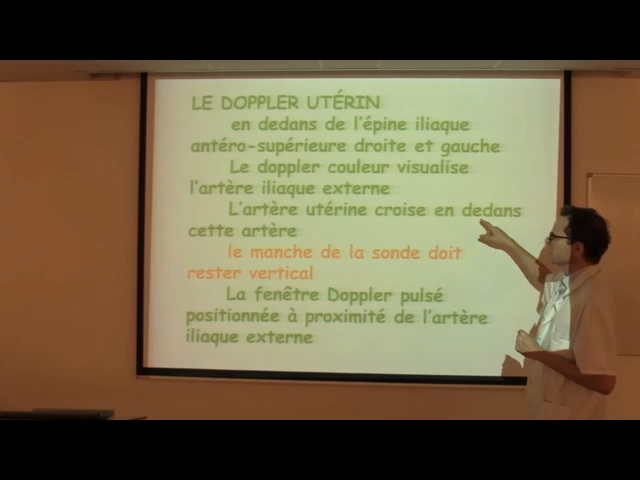 LE DOPPLER UTÉRIN
en dedans de l'épine iliaque
antéro-supérieure droite et gauche
Le doppler couleur visualise
l'artère iliaque externe
L'artère utérine croise en dedans
cette artère
le manche de la sonde doit
rester vertical
La fenêtre Doppler pulsé
positionnée à proximité de l'artère
iliaque externe